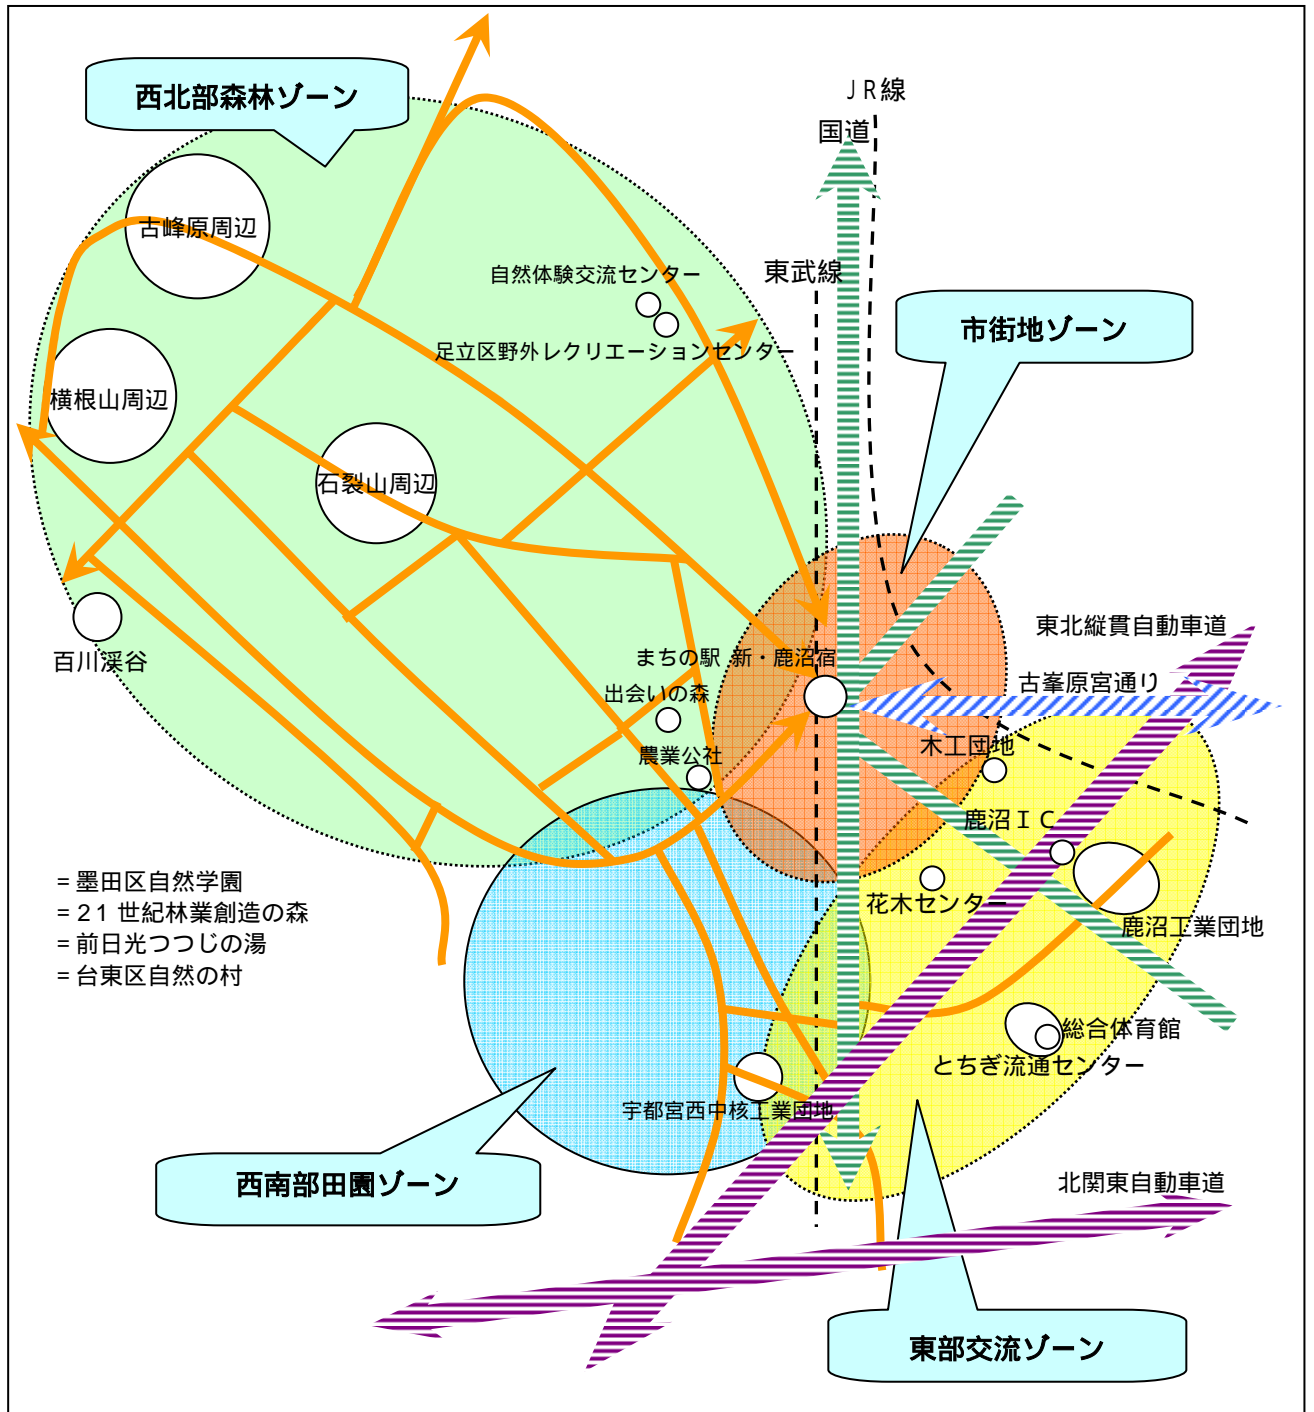 西北部森林ゾーン
JR線
国道
古峰原周辺
自然体験交流センター
東武線
市街地ゾーン
足立区野外レクリエーションセンター
横根山周辺
石裂山周辺
東北縦貫自動車道
百川渓谷
まちの駅 新・鹿沼宿
古峯原宮通り
出会いの森
木工団地
農業公社
鹿沼IC
=墨田区自然学園
=21世紀林業創造の森
=前日光つつじの湯
=台東区自然の村
花木センター
鹿沼工業団地
総合体育館
とちぎ流通センター
宇都宮西中核工業団地
西南部田園ゾーン
北関東自動車道
東部交流ゾーン